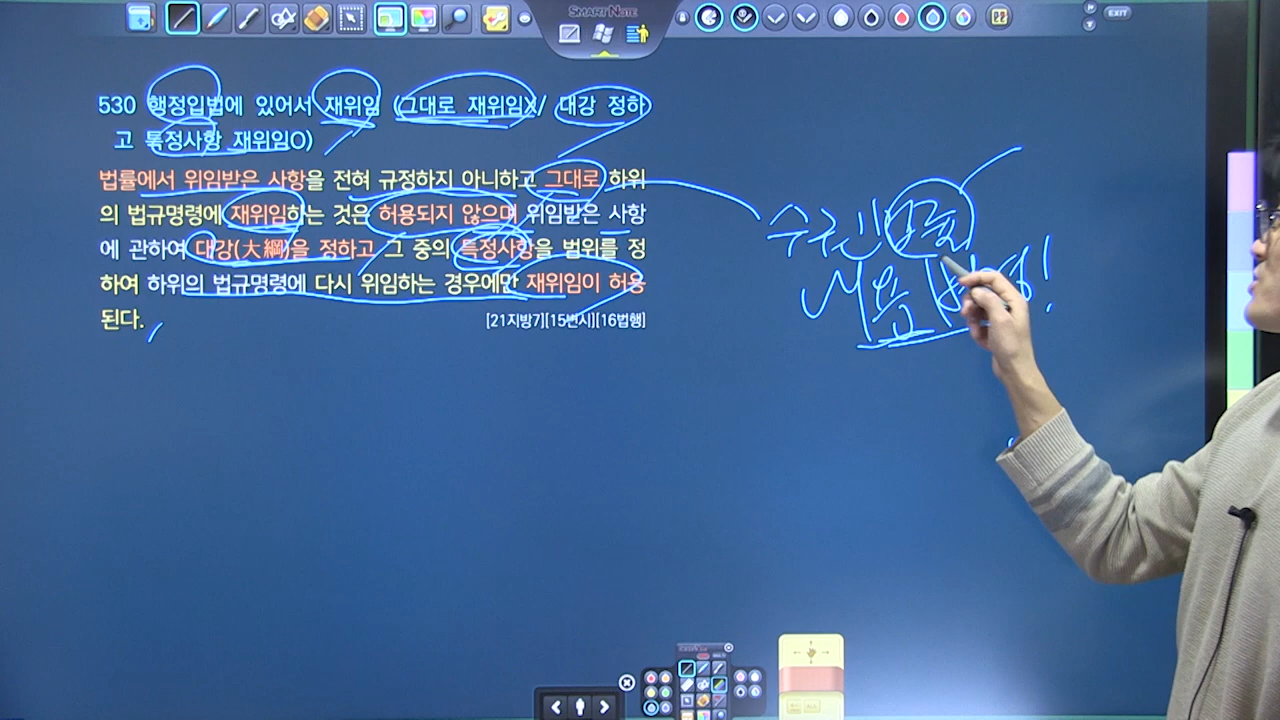 SMART NOTE
EXIT
530 행정입법에 있어서 재위임 (그대로 재위임X/ 대강 정하
고 특정사항 재위임O)
법률에서 위임받은 사항을 전혀 규정하지 아니하고 그대로 하위
의 법규명령에 재위임하는 것은 허용되지 않으며 위임받은 사항
에 관하여 대강(大綱)을 정하고 그 중의 특정사항을 범위를 정
하여 하위의 법규명령에 다시 위임하는 경우에만 재위임이 허용
된다.
[21지방7][15변시][16법행]
수권법률
내용변경!